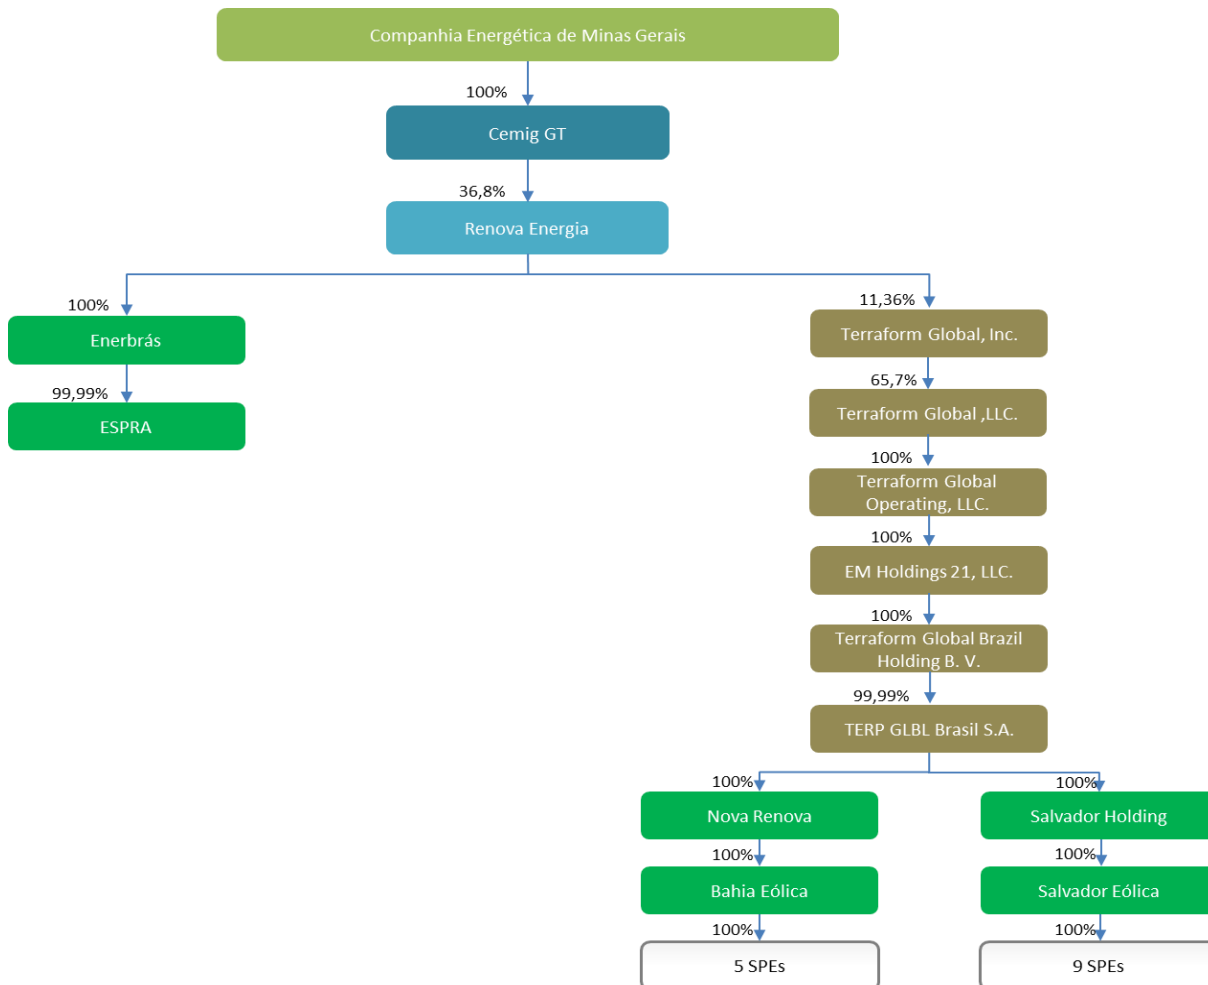 Companhia Energética de Minas Gerais
100%
Cemig GT
36,8%
Renova Energia
100%
11,36%
Enerbrás
Terraform Global, Inc.
99,99%
65,7%
ESPRA
Terraform Global ,LLC.
100%
Terraform Global
Operating, LLC.
100%
EM Holdings 21, LLC.
100%
Terraform Global Brazil
Holding B. V.
99,99%
TERP GLBL Brasil S.A.
100%
100%
Nova Renova
Salvador Holding
100%
100%
Bahia Eólica
Salvador Eólica
100%
100%
5 SPEs
9 SPEs